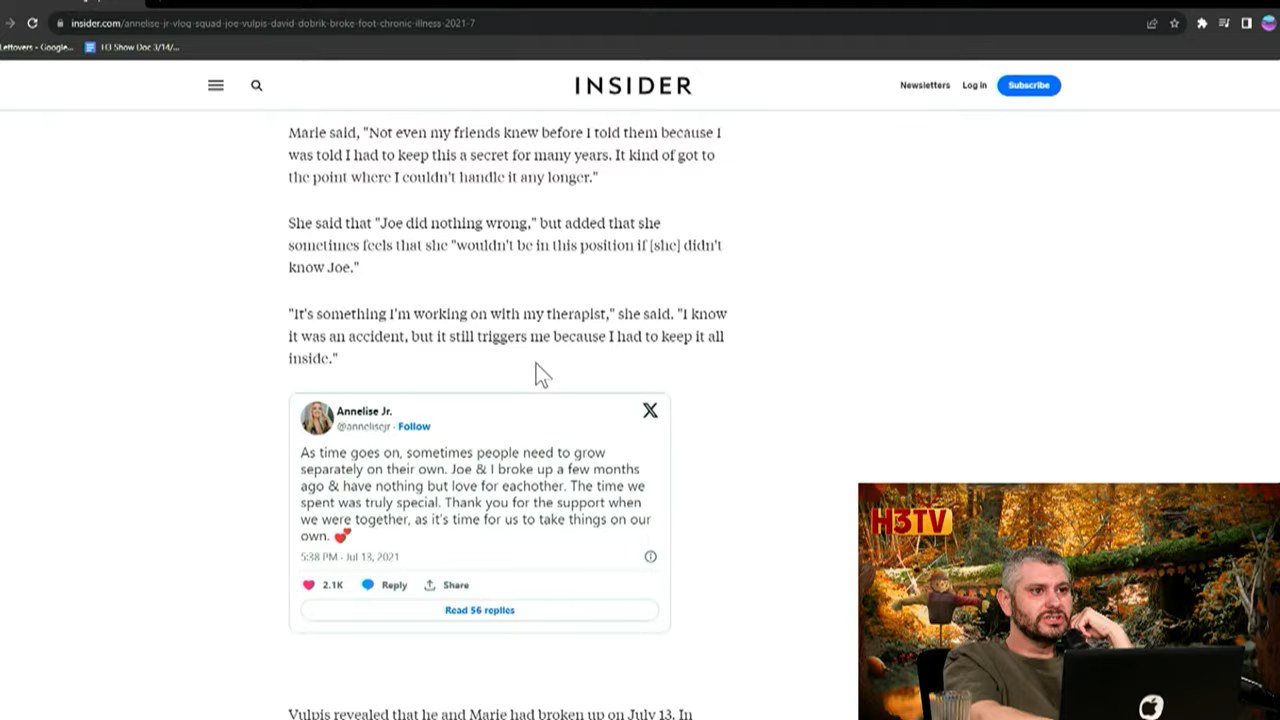 insider.com/annelise-jr-vlog-squad-joe-vulpis-david-dobrik-broke-foot-chronic-illness-2021-7
Leftovers - Google...
H3 Show Doc 3/14/...
INSIDER
Newsletters
Log in
Subscribe
Marie said, "Not even my friends knew before I told them because I
was told I had to keep this a secret for many years. It kind of got to
the point where I couldn't handle it any longer."
She said that "Joe did nothing wrong," but added that she
sometimes feels that she "wouldn't be in this position if [she] didn't
know Joe."
"It's something I'm working on with my therapist," she said. "I know
it was an accident, but it still triggers me because I had to keep it all
inside."
Annelise Jr.
@annelisejr · Follow
As time goes on, sometimes people need to grow
separately on their own. Joe & I broke up a few months
ago & have nothing but love for eachother. The time we
spent was truly special. Thank you for the support when
we were together, as it's time for us to take things on our
own. 💕
5:38 PM · Jul 13, 2021
2.1K
Reply
Share
Read 56 replies
H3TV
Vulpis revealed that he and Marie had broken up on July 13. In